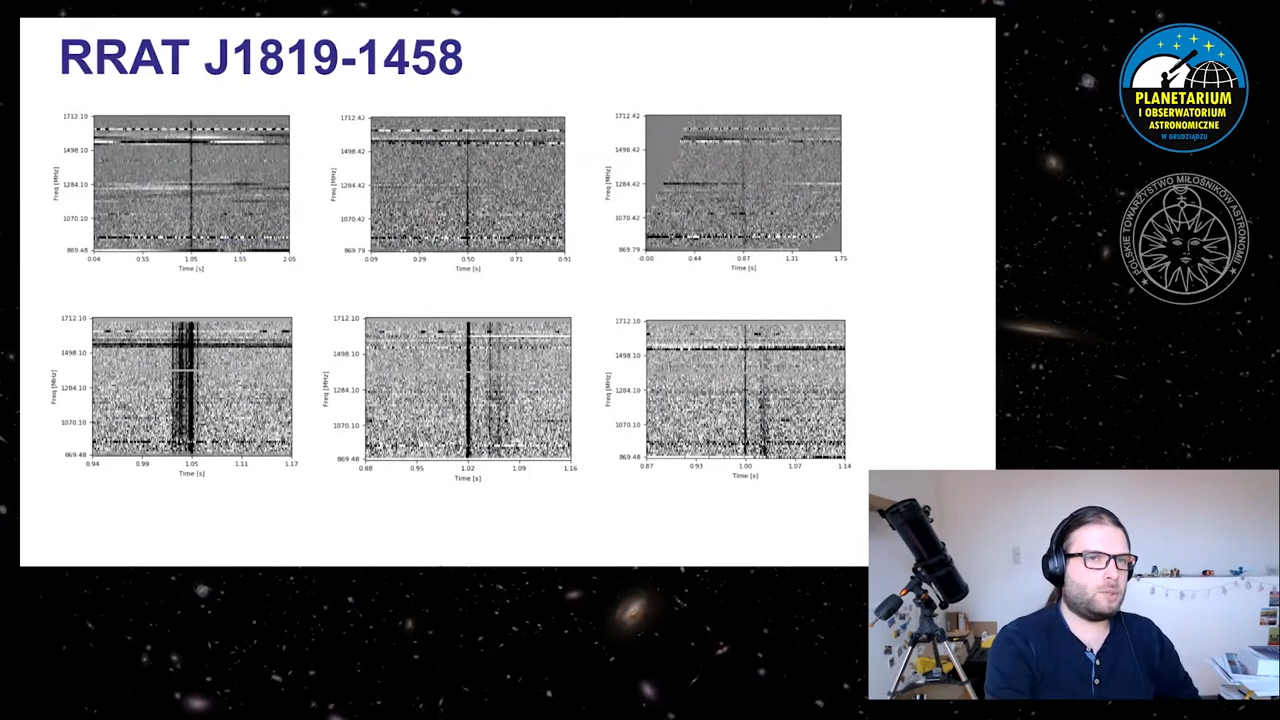 RRAT J1819-1458
1712.10
1498.10
1284.10
1070.10
869.48
Freq [MHz]
0.04 0.55 1.05 1.55 2.05
Time [s]
1712.42
1498.42
1284.42
1070.42
869.79
Freq [MHz]
0.09 0.29 0.50 0.71 0.91
Time [s]
1712.42
1498.42
1284.42
1070.42
869.79
Freq [MHz]
-0.00 0.44 0.87 1.31 1.75
Time [s]
1712.10
1498.10
1284.10
1070.10
869.48
Freq [MHz]
0.94 0.99 1.05 1.11 1.17
Time [s]
1712.10
1498.10
1284.10
1070.10
869.48
Freq [MHz]
0.88 0.95 1.02 1.09 1.16
Time [s]
1712.10
1498.10
1284.10
1070.10
869.48
Freq [MHz]
0.87 0.93 1.00 1.07 1.14
Time [s]
PLANETARIUM
I OBSERWATORIUM
ASTRONOMICZNE
W GRUDZIĄDZU
POLSKIE TOWARZYSTWO MIŁOŚNIKÓW ASTRONOMII